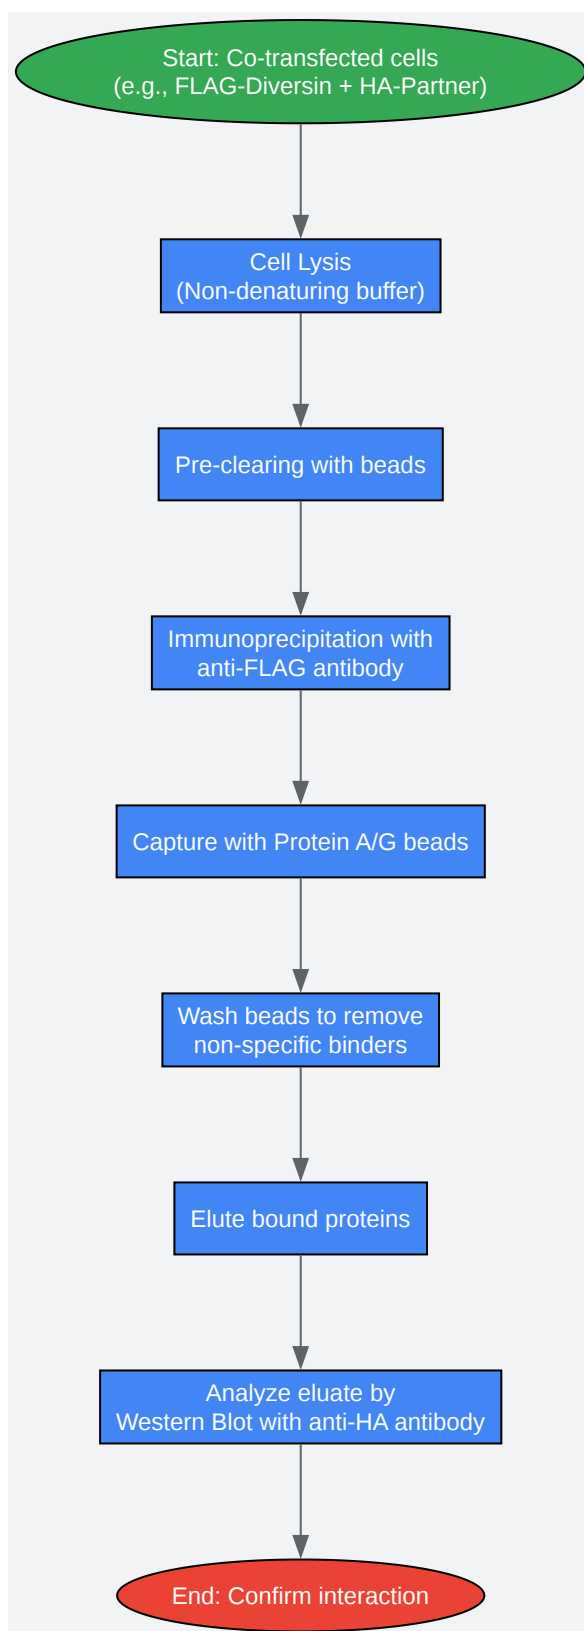 Start: Co-transfected cells
(e.g., FLAG-Diversin + HA-Partner)
Cell Lysis
(Non-denaturing buffer)
Pre-clearing with beads
Immunoprecipitation with
anti-FLAG antibody
Capture with Protein A/G beads
Wash beads to remove
non-specific binders
Elute bound proteins
Analyze eluate by
Western Blot with anti-HA antibody
End: Confirm interaction